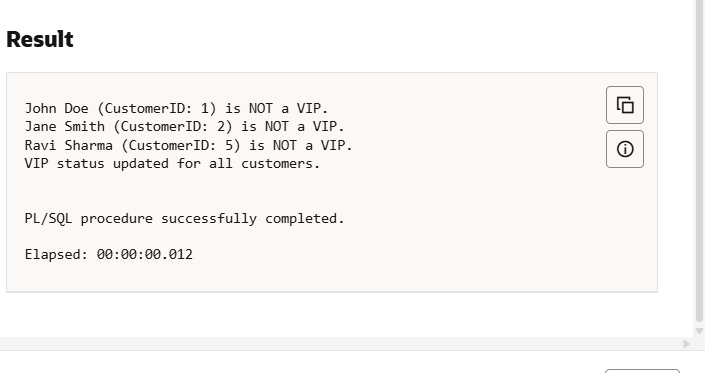 Result
John Doe (CustomerID: 1) is NOT a VIP.
Jane Smith (CustomerID: 2) is NOT a VIP.
Ravi Sharma (CustomerID: 5) is NOT a VIP.
VIP status updated for all customers.
PL/SQL procedure successfully completed.
Elapsed: 00:00:00.012